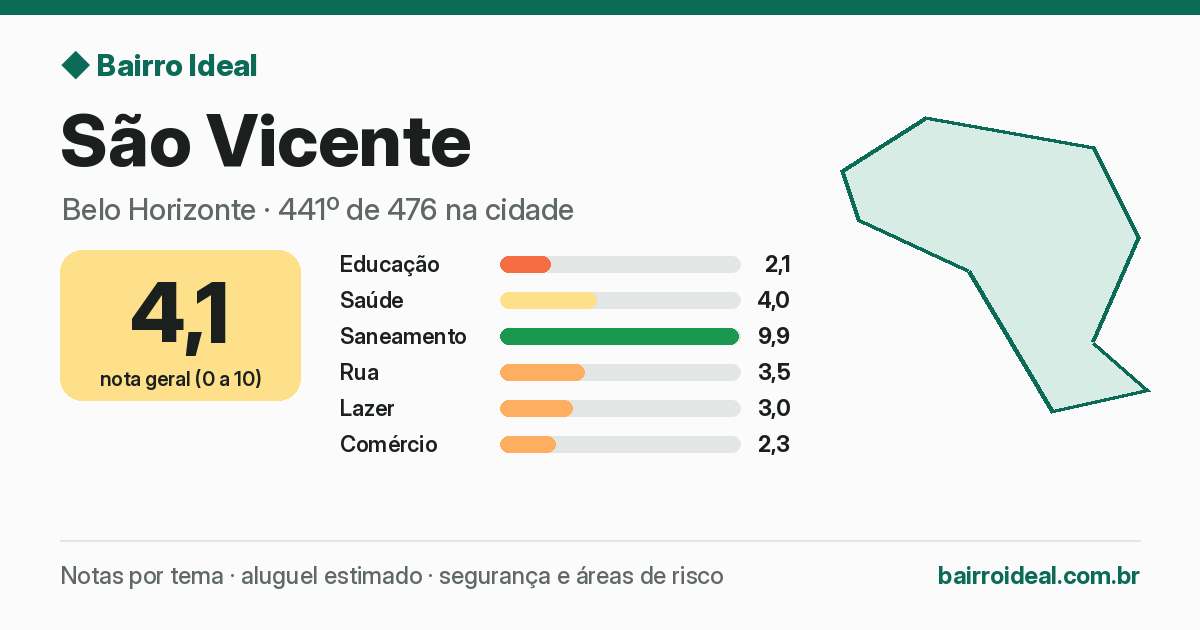 Bairro Ideal
São Vicente
Belo Horizonte · 441º de 476 na cidade
4,1
nota geral (0 a 10)
Educação 2,1
Saúde 4,0
Saneamento 9,9
Rua 3,5
Lazer 3,0
Comércio 2,3
Notas por tema · aluguel estimado · segurança e áreas de risco
bairroideal.com.br